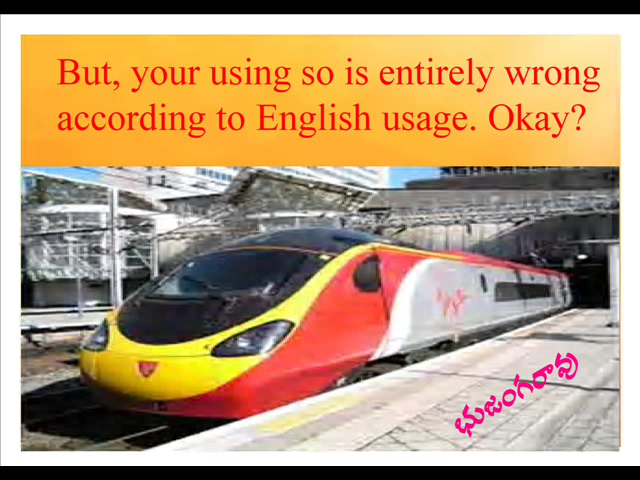 But, your using so is entirely wrong
according to English usage. Okay?
భుజంగరావు